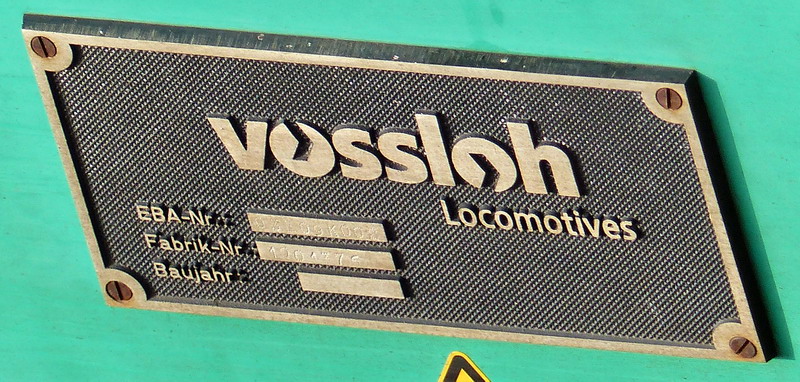 vossloh
Locomotives
EBA-Nr.:
Fabrik-Nr.:
Baujahr: